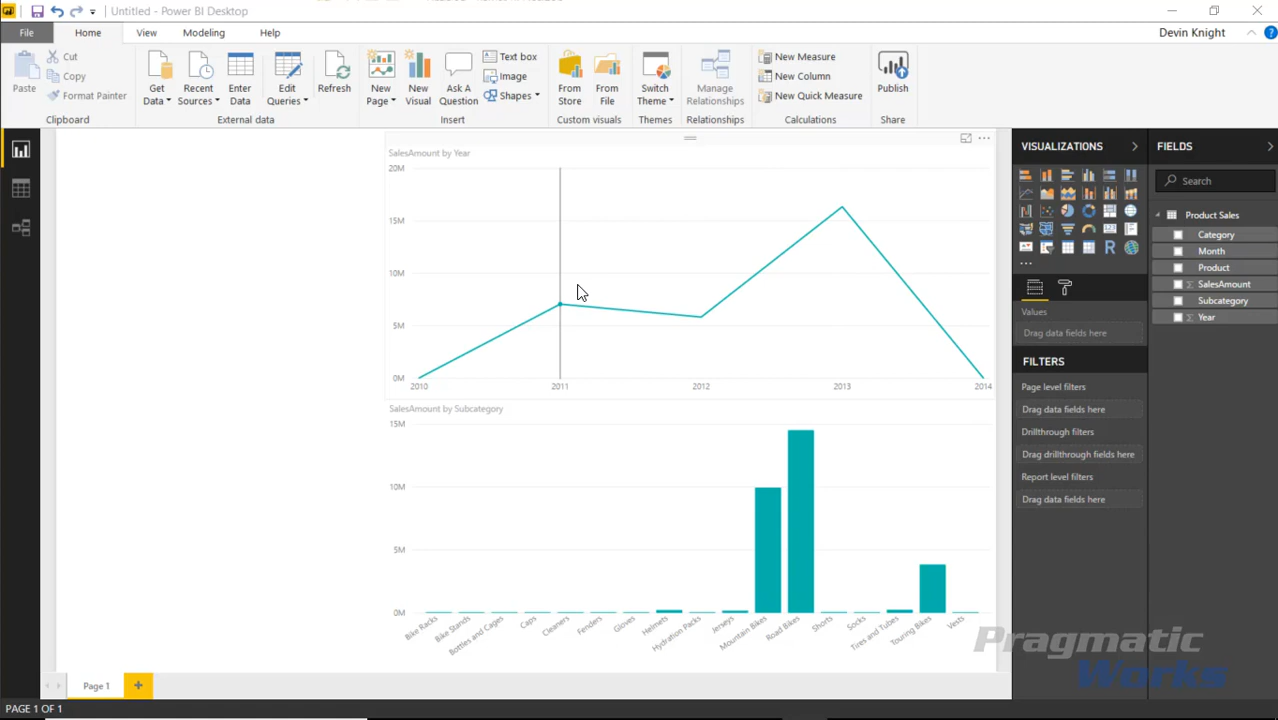 Untitled - Power BI Desktop
File Home View Modeling Help Devin Knight
Paste
Cut
Copy
Format Painter
Clipboard
Get Data
Recent Sources
Enter Data
Edit Queries
Refresh
External data
New Page
New Visual
Ask A Question
Text box
Image
Shapes
Insert
From Store
From File
Custom visuals
Switch Theme
Themes
Manage Relationships
Relationships
New Measure
New Column
New Quick Measure
Calculations
Publish
Share
SalesAmount by Year
20M
15M
10M
5M
0M
2010 2011 2012 2013 2014
SalesAmount by Subcategory
15M
10M
5M
0M
Bike Racks
Bike Stands
Bottles and Cages
Caps
Cleaners
Fenders
Gloves
Helmets
Hydration Packs
Jerseys
Mountain Bikes
Road Bikes
Shorts
Socks
Tires and Tubes
Touring Bikes
Vests
VISUALIZATIONS
R
Values
Drag data fields here
FILTERS
Page level filters
Drag data fields here
Drillthrough filters
Drag drillthrough fields here
Report level filters
Drag data fields here
FIELDS
Search
Product Sales
Category
Month
Product
Σ SalesAmount
Subcategory
Σ Year
Pragmatic
Works
Page 1
PAGE 1 OF 1